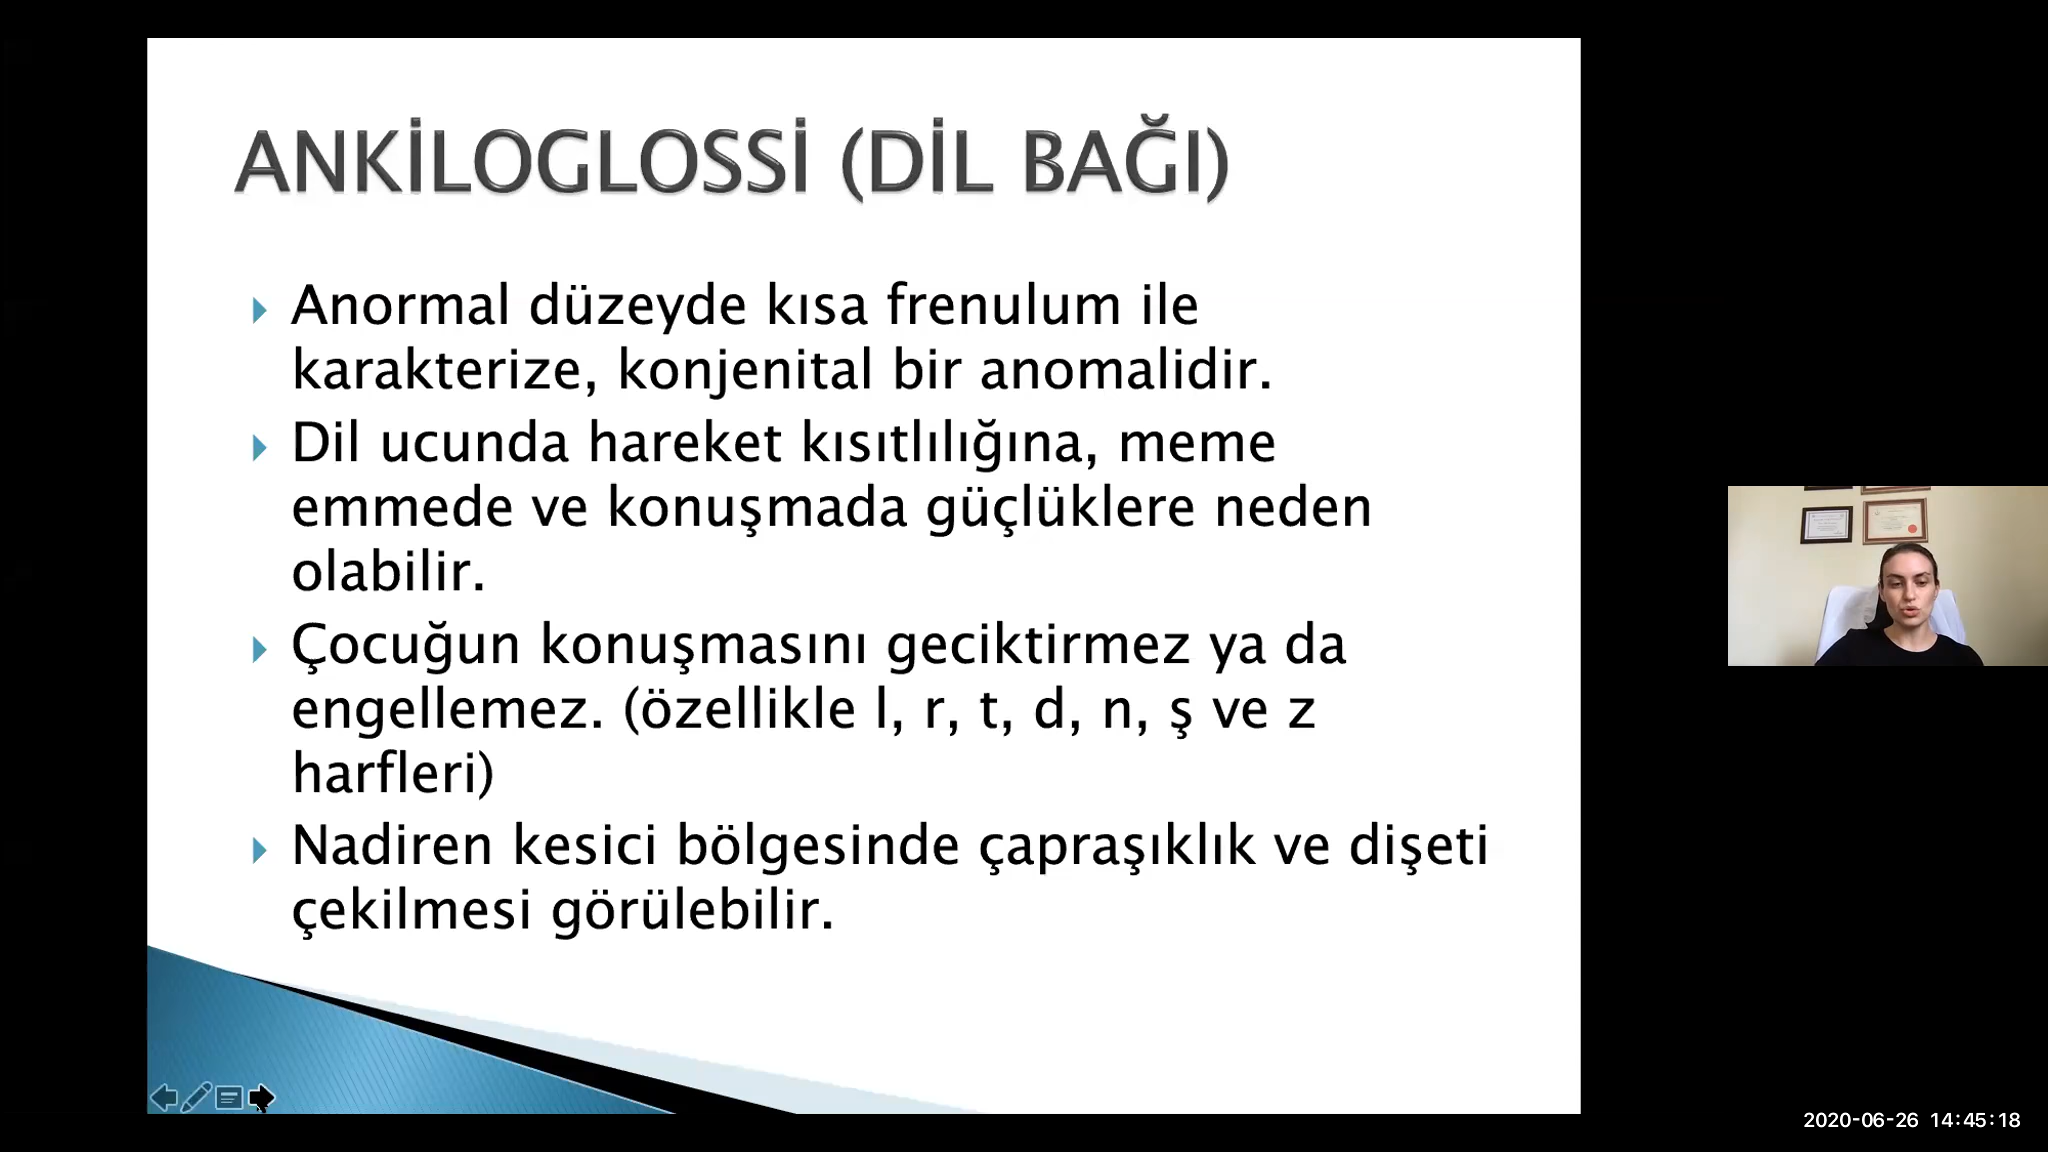 ANKİLOGLOSSİ (DİL BAĞI)
Anormal düzeyde kısa frenulum ile
karakterize, konjenital bir anomalidir.
Dil ucunda hareket kısıtlılığına, meme
emmede ve konuşmada güçlüklere neden
olabilir.
Çocuğun konuşmasını geciktirmez ya da
engellemez. (özellikle l, r, t, d, n, ş ve z
harfleri)
Nadiren kesici bölgesinde çapraşıklık ve dişeti
çekilmesi görülebilir.
2020-06-26 14:45:18